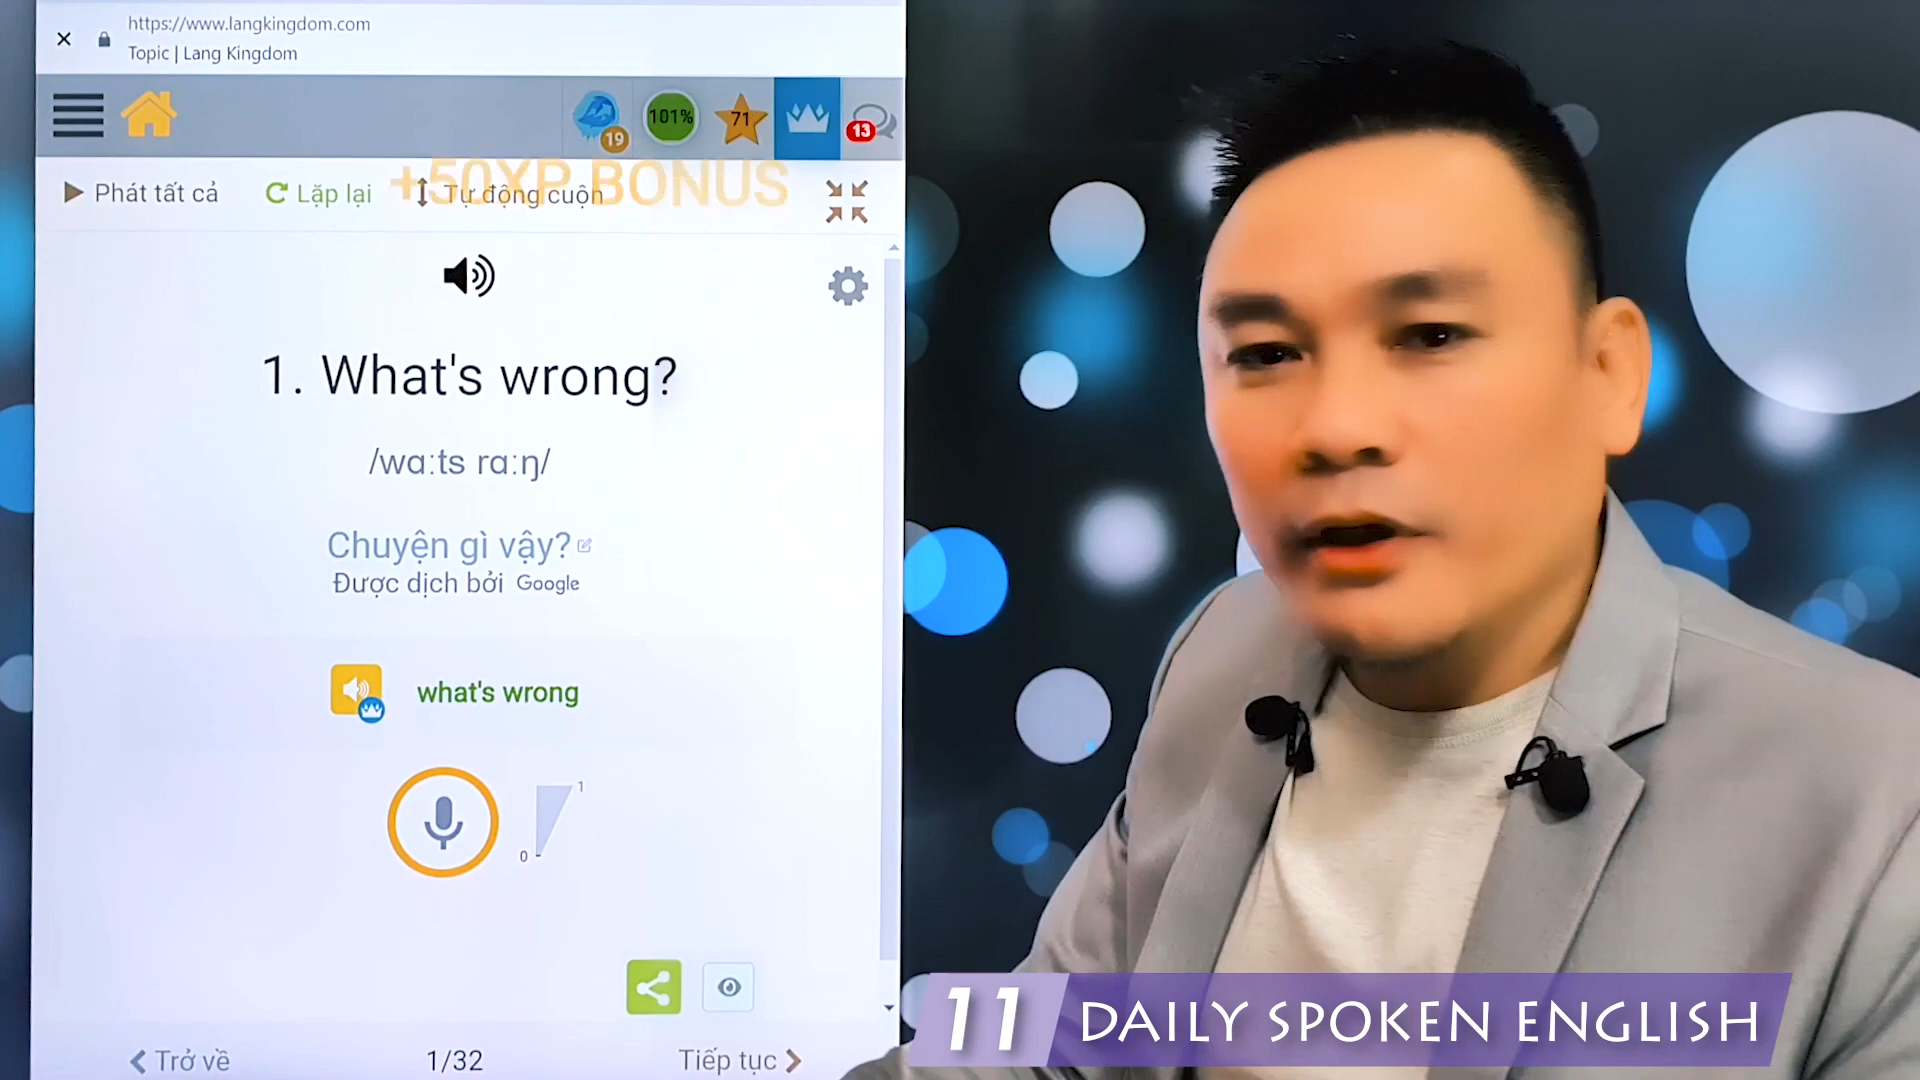 https://www.langkingdom.com
Topic | Lang Kingdom
19
101%
71
13
+50XP BONUS
Phát tất cả
Lặp lại
Tự động cuộn
1. What's wrong?
/wɑːts rɑːŋ/
Chuyện gì vậy?
Được dịch bởi Google
what's wrong
1
0
Trở về
1/32
Tiếp tục
11 DAILY SPOKEN ENGLISH